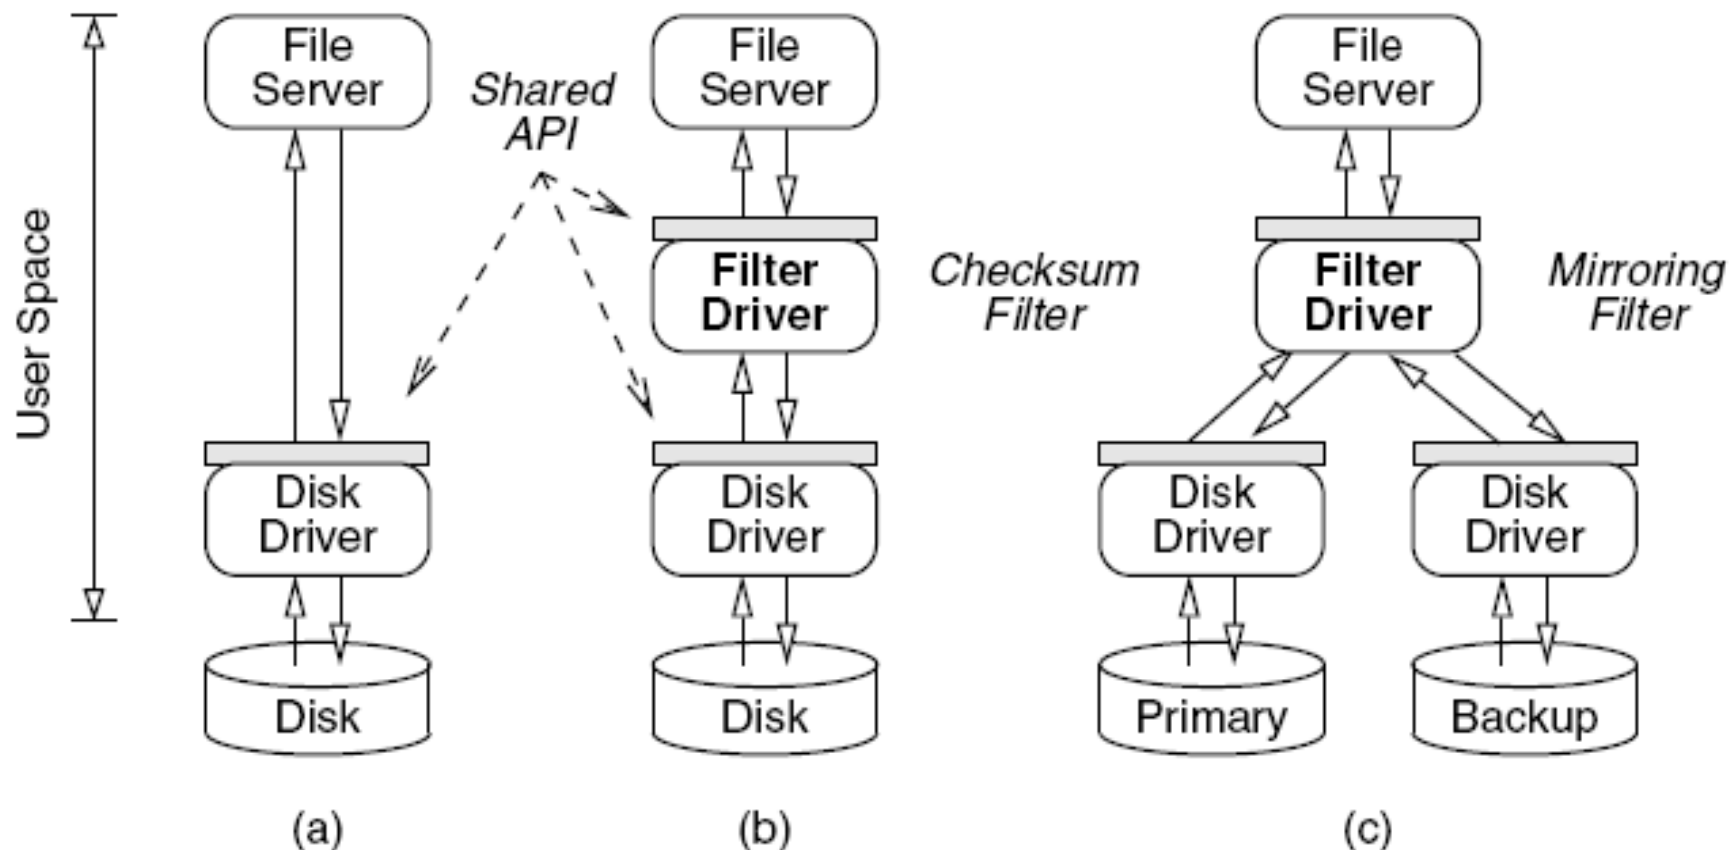 User Space
File
Server
Disk
Driver
Disk
(a)
Shared
API
File
Server
Filter
Driver
Disk
Driver
Disk
(b)
Checksum
Filter
File
Server
Filter
Driver
Mirroring
Filter
Disk
Driver
Primary
Disk
Driver
Backup
(c)